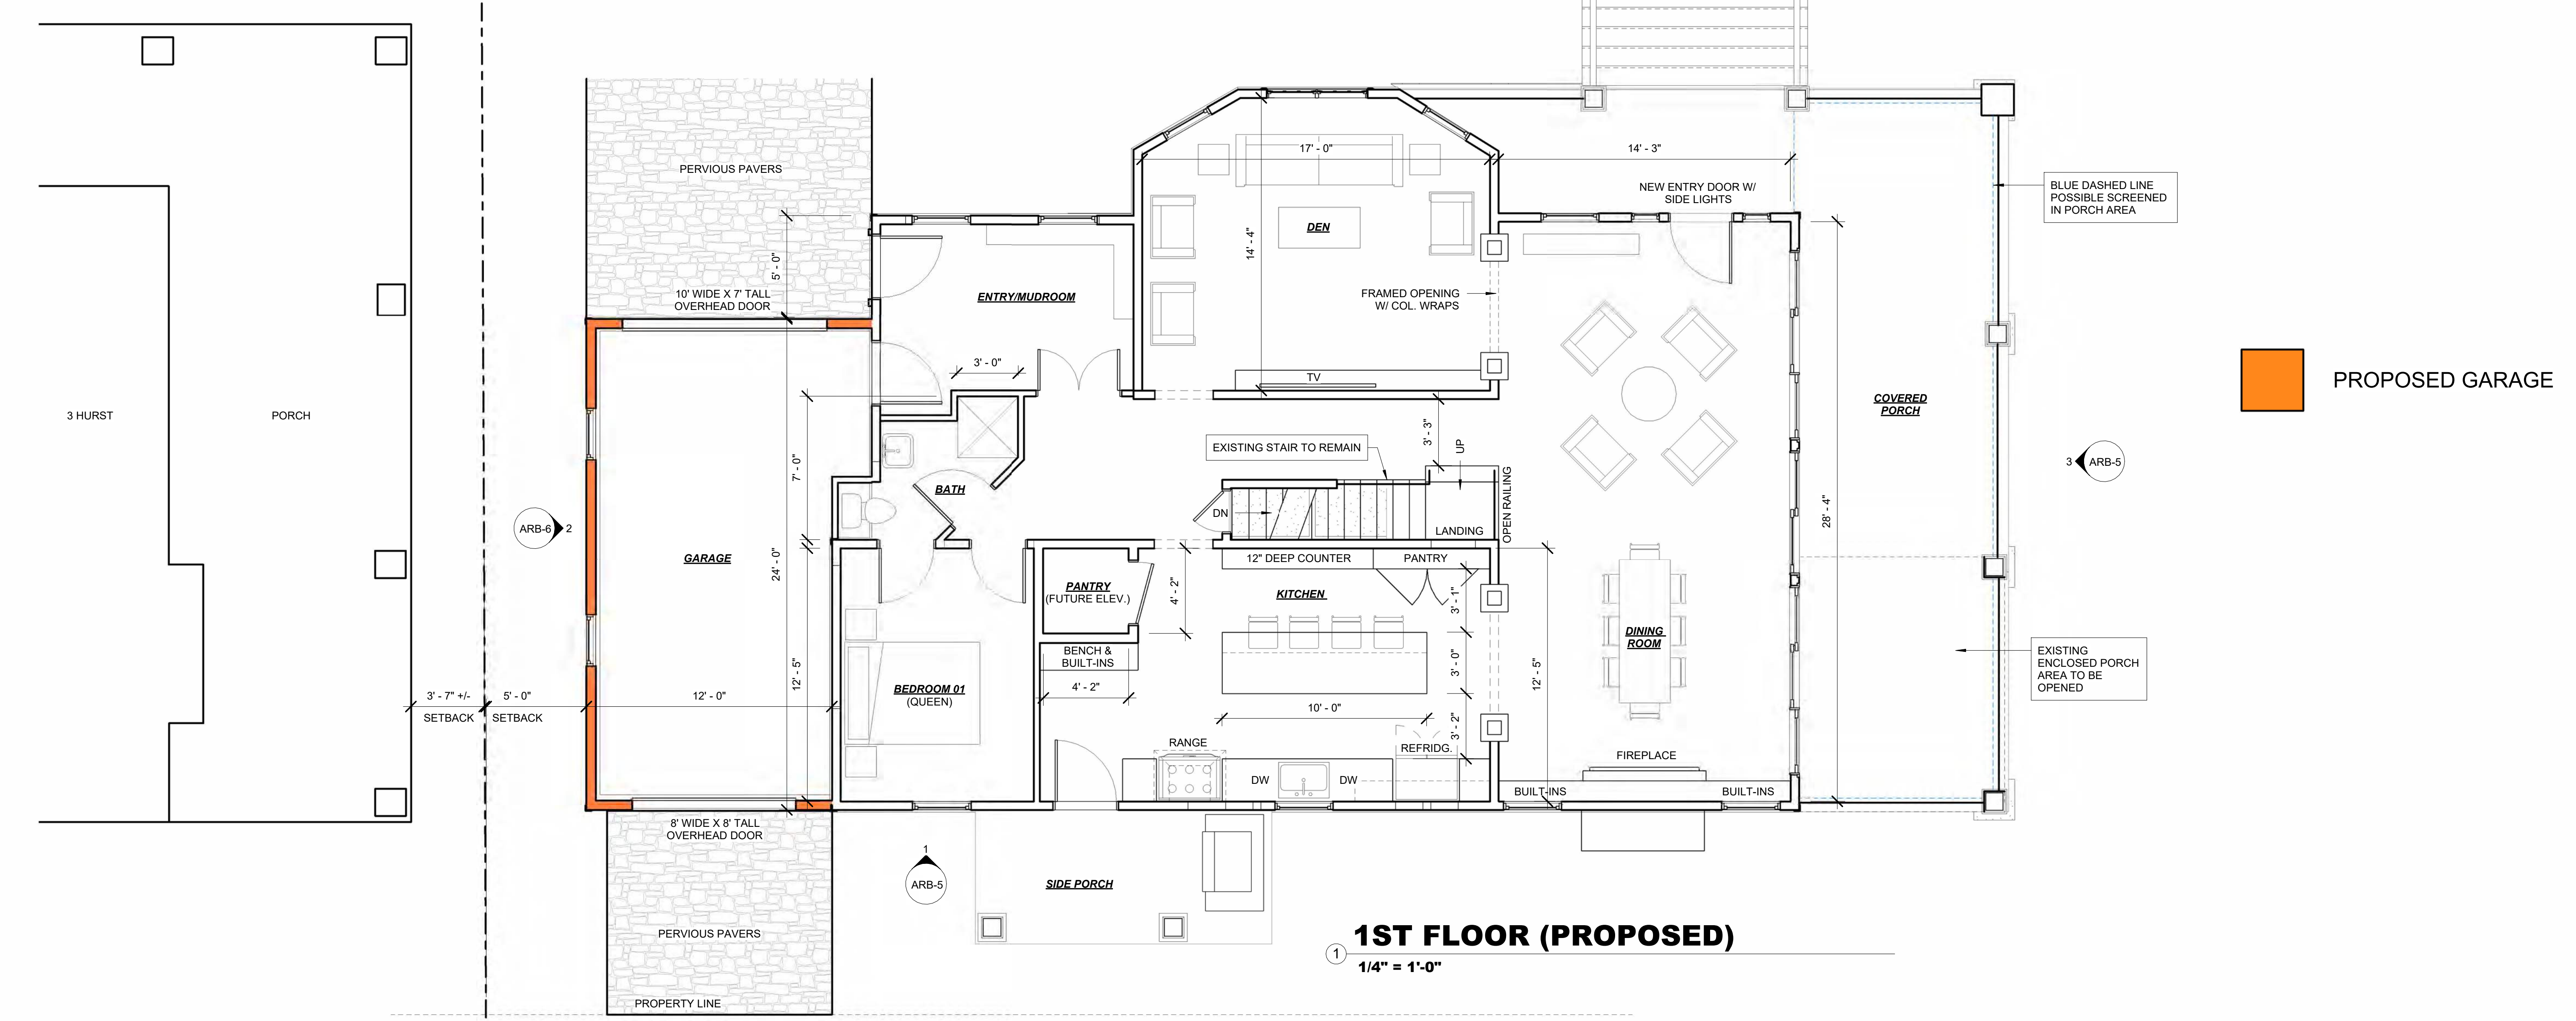 PERVIOUS PAVERS
17' - 0"
14' - 3"
NEW ENTRY DOOR W/
SIDE LIGHTS
BLUE DASHED LINE
POSSIBLE SCREENED
IN PORCH AREA
DEN
14' - 4"
5' - 0"
10' WIDE X 7' TALL
OVERHEAD DOOR
ENTRY/MUDROOM
FRAMED OPENING
W/ COL. WRAPS
3' - 0"
TV
PROPOSED GARAGE
3 HURST
PORCH
COVERED
PORCH
3' - 3"
UP
EXISTING STAIR TO REMAIN
7' - 0"
BATH
3
ARB-5
OPEN RAILING
28' - 4"
ARB-6
2
DN
LANDING
GARAGE
24' - 0"
12" DEEP COUNTER
PANTRY
PANTRY
(FUTURE ELEV.)
4' - 2"
KITCHEN
3' - 1"
DINING
ROOM
BENCH &
BUILT-INS
3' - 0"
12' - 5"
12' - 5"
EXISTING
ENCLOSED PORCH
AREA TO BE
OPENED
3' - 7" +/-
SETBACK
5' - 0"
SETBACK
12' - 0"
BEDROOM 01
(QUEEN)
4' - 2"
10' - 0"
3' - 2"
RANGE
REFRIDG.
FIREPLACE
DW
DW
BUILT-INS
BUILT-INS
8' WIDE X 8' TALL
OVERHEAD DOOR
1
ARB-5
SIDE PORCH
PERVIOUS PAVERS
1
1ST FLOOR (PROPOSED)
1/4" = 1'-0"
PROPERTY LINE